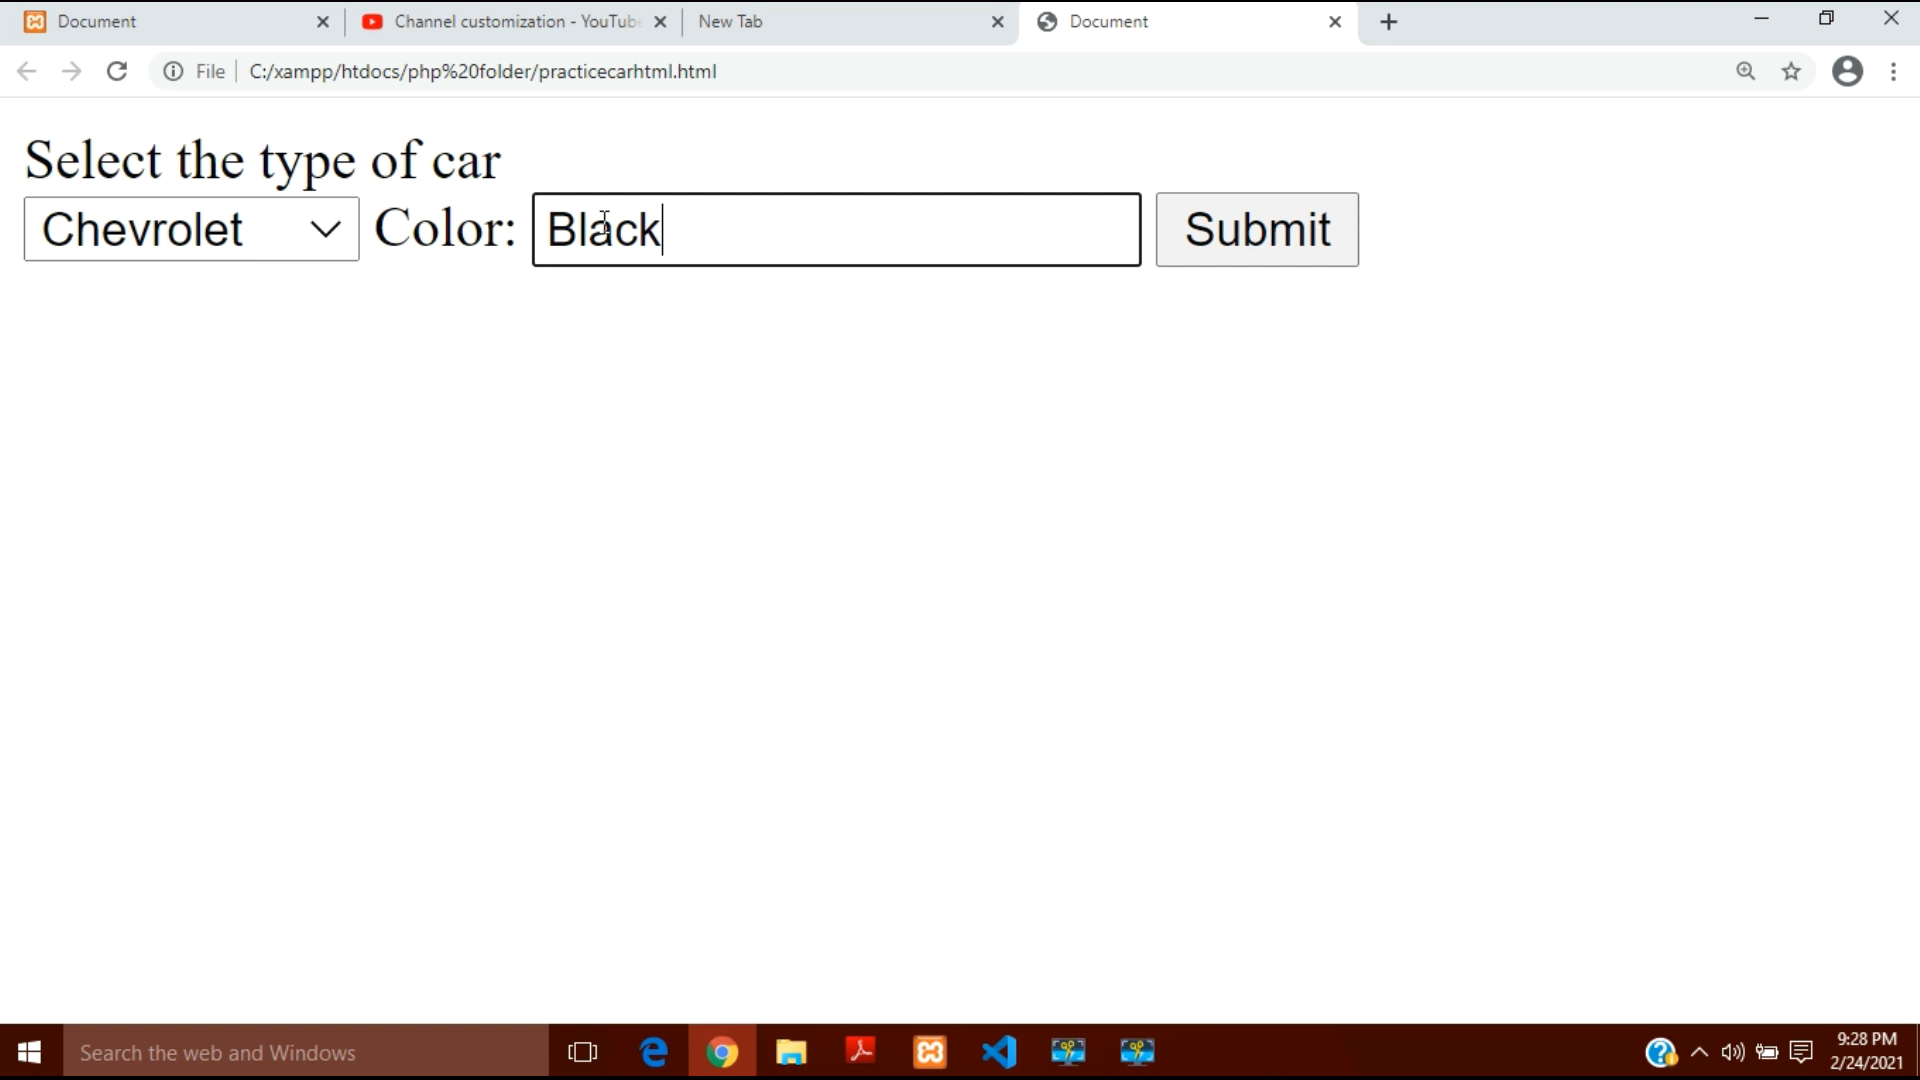 Document
Channel customization - YouTub
New Tab
Document
File
C:/xampp/htdocs/php%20folder/practicecarhtml.html
Select the type of car
Chevrolet Color: Black Submit
Search the web and Windows
9:28 PM
2/24/2021